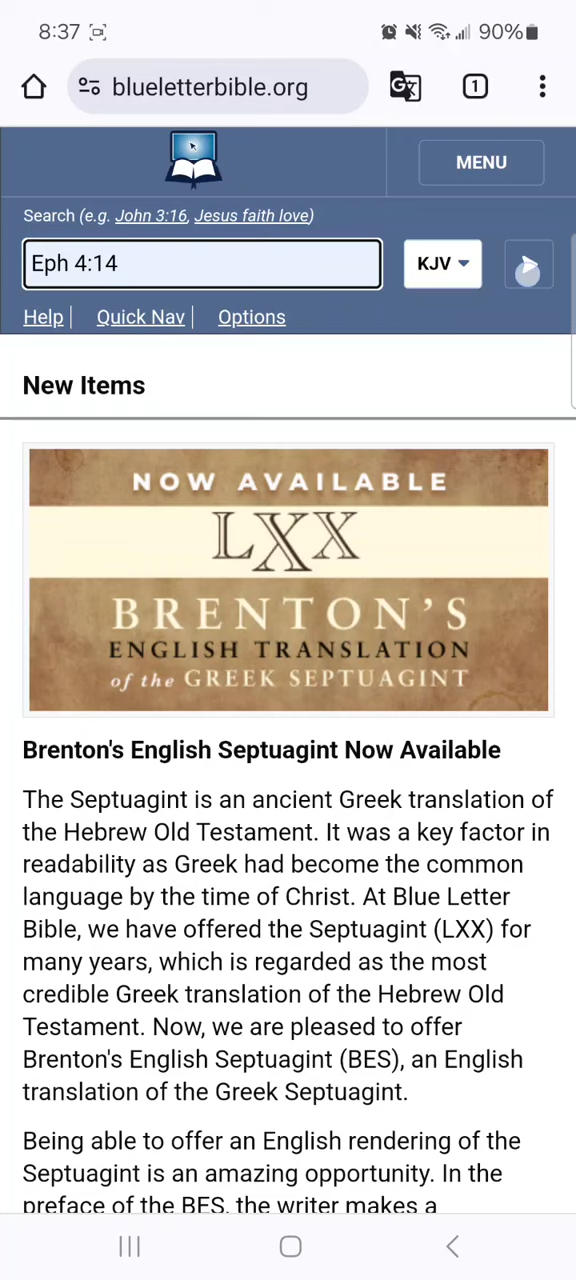 8:37
90%
blueletterbible.org
1
MENU
Search (e.g. John 3:16, Jesus faith love)
Eph 4:14
KJV
Help| Quick Nav| Options
New Items
NOW AVAILABLE
LXX
BRENTON'S
ENGLISH TRANSLATION
of the GREEK SEPTUAGINT
Brenton's English Septuagint Now Available
The Septuagint is an ancient Greek translation of
the Hebrew Old Testament. It was a key factor in
readability as Greek had become the common
language by the time of Christ. At Blue Letter
Bible, we have offered the Septuagint (LXX) for
many years, which is regarded as the most
credible Greek translation of the Hebrew Old
Testament. Now, we are pleased to offer
Brenton's English Septuagint (BES), an English
translation of the Greek Septuagint.
Being able to offer an English rendering of the
Septuagint is an amazing opportunity. In the
preface of the BES, the writer makes a